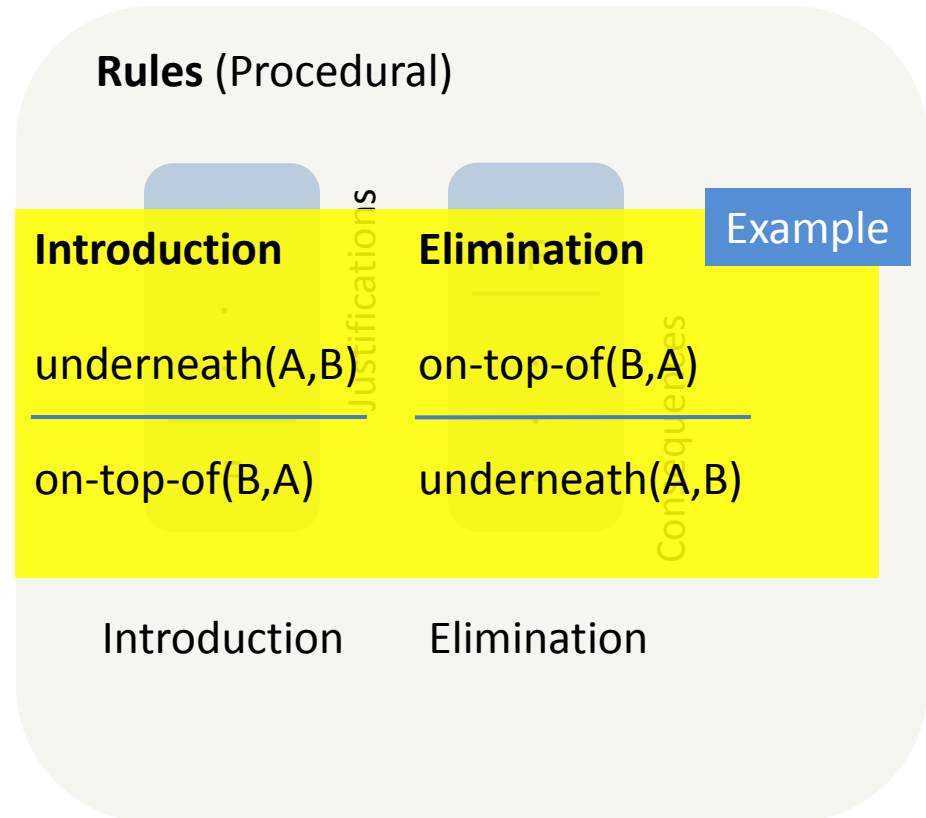 Rules (Procedural)
Example
Introduction Elimination
Justifications
underneath(A,B) on-top-of(B,A)
Consequences
on-top-of(B,A) underneath(A,B)
Introduction Elimination